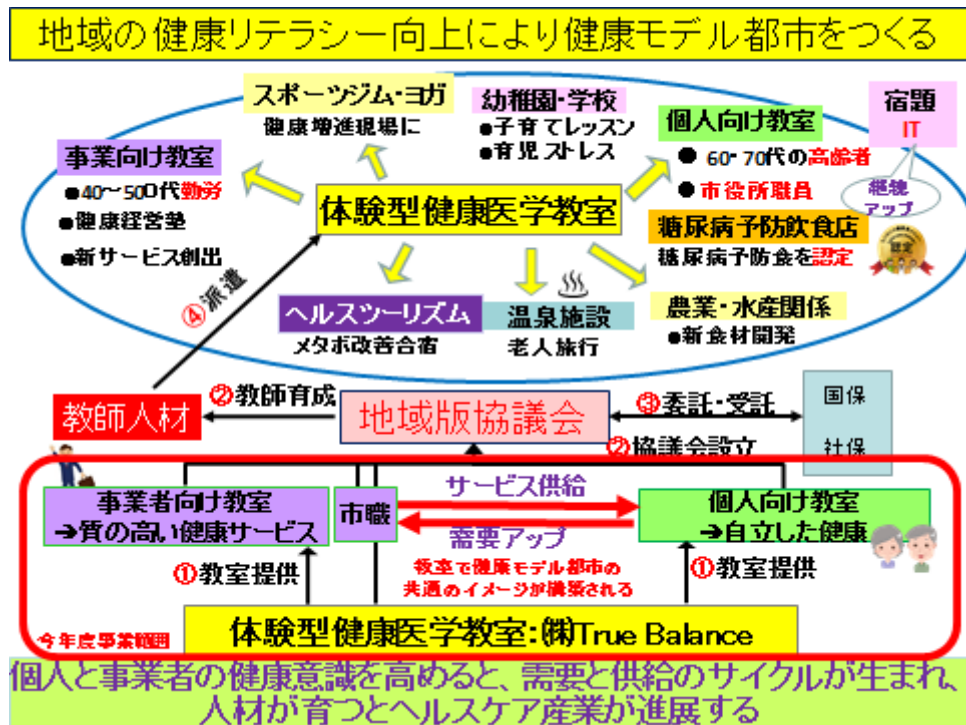 地域の健康リテラシー向上により健康モデル都市をつくる
スポーツジム・ヨガ
健康増進現場に
幼稚園・学校
●子育てレッスン
●育児ストレス
宿題
IT
継続
アップ
事業向け教室
●40～50代勤労
●健康経営塾
●新サービス創出
個人向け教室
● 60-70代の高齢者
● 市役所職員
体験型健康医学教室
糖尿病予防飲食店
糖尿病予防食を認定
認定
④派遣
ヘルスツーリズム
メタボ改善合宿
温泉施設
老人旅行
農業・水産関係
●新食材開発
教師人材
②教師育成
地域版協議会
③委託・受託
②協議会設立
国保
社保
事業者向け教室
→質の高い健康サービス
市職
サービス供給
需要アップ
個人向け教室
→自立した健康
①教室提供
教室で健康モデル都市の
共通のイメージが構築される
①教室提供
今年度事業範囲
体験型健康医学教室：㈱True Balance
個人と事業者の健康意識を高めると、需要と供給のサイクルが生まれ、
人材が育つとヘルスケア産業が進展する